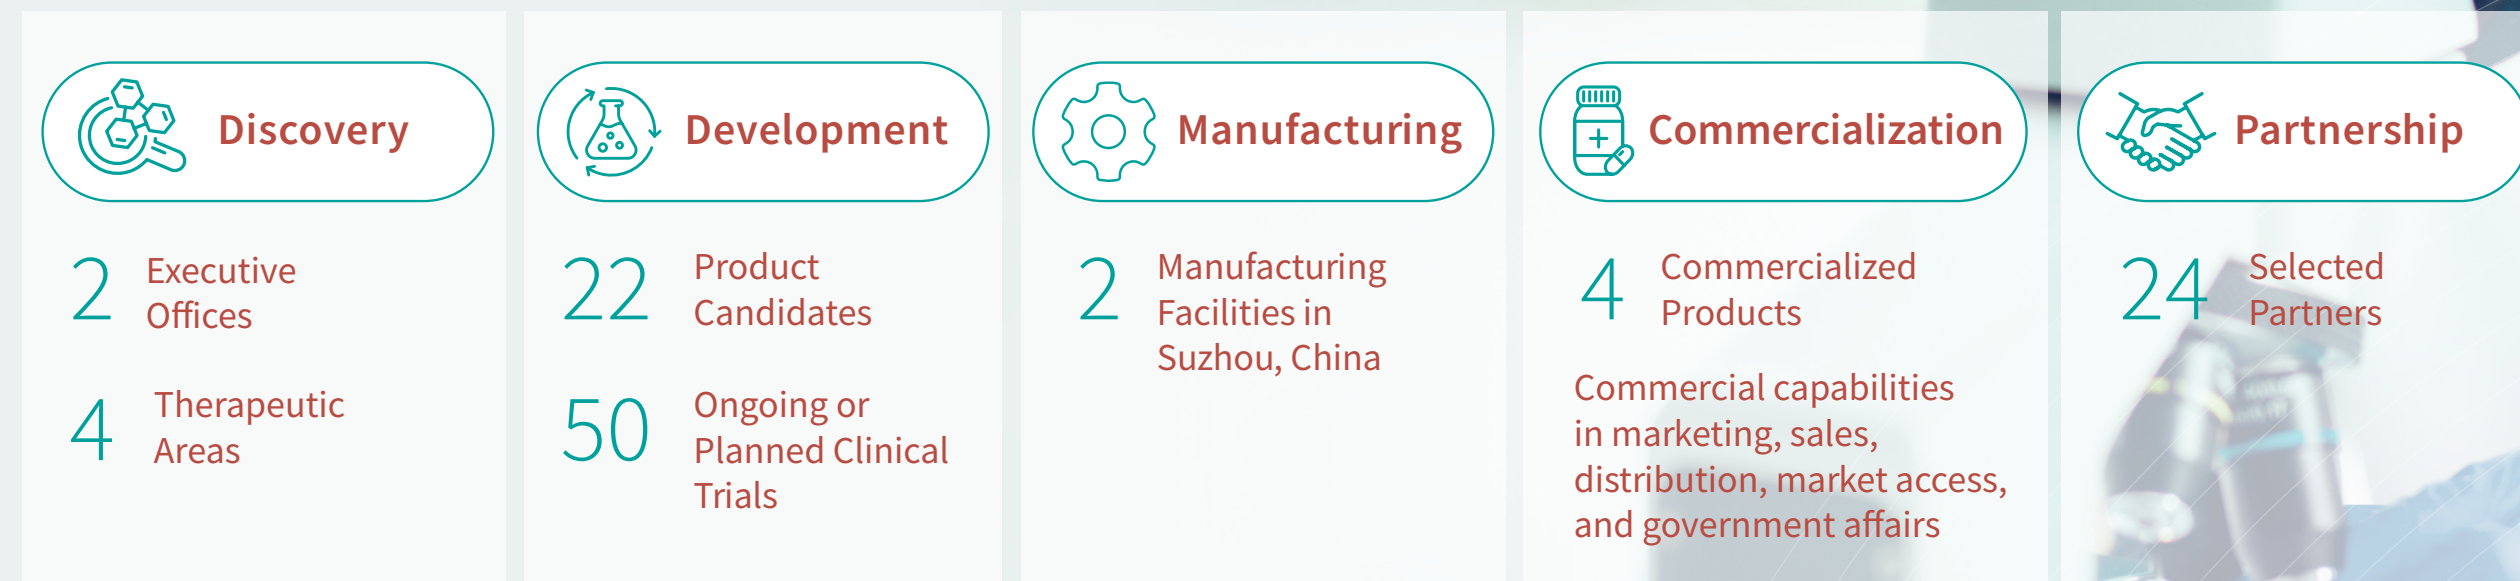 Discovery
2 Executive
Offices
4 Therapeutic
Areas
Development
22 Product
Candidates
50 Ongoing or
Planned Clinical
Trials
Manufacturing
2 Manufacturing
Facilities in
Suzhou, China
Commercialization
4 Commercialized
Products
Commercial capabilities
in marketing, sales,
distribution, market access,
and government affairs
Partnership
24 Selected
Partners